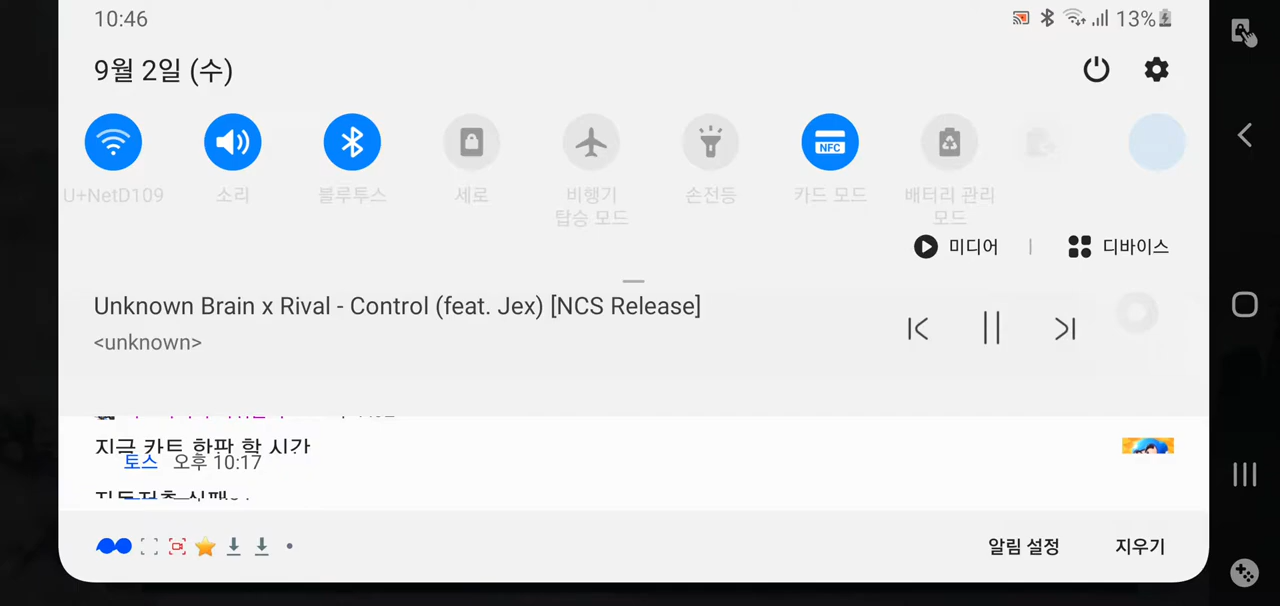 10:46
13%
9월 2일 (수)
U+NetD109
소리
블루투스
세로
비행기
탑승 모드
손전등
NFC
카드 모드
배터리 관리
모드
미디어 | 디바이스
Unknown Brain x Rival - Control (feat. Jex) [NCS Release]
<unknown>
지금 카트 한판 할 시간
토스 오후 10:17
알림 설정
지우기